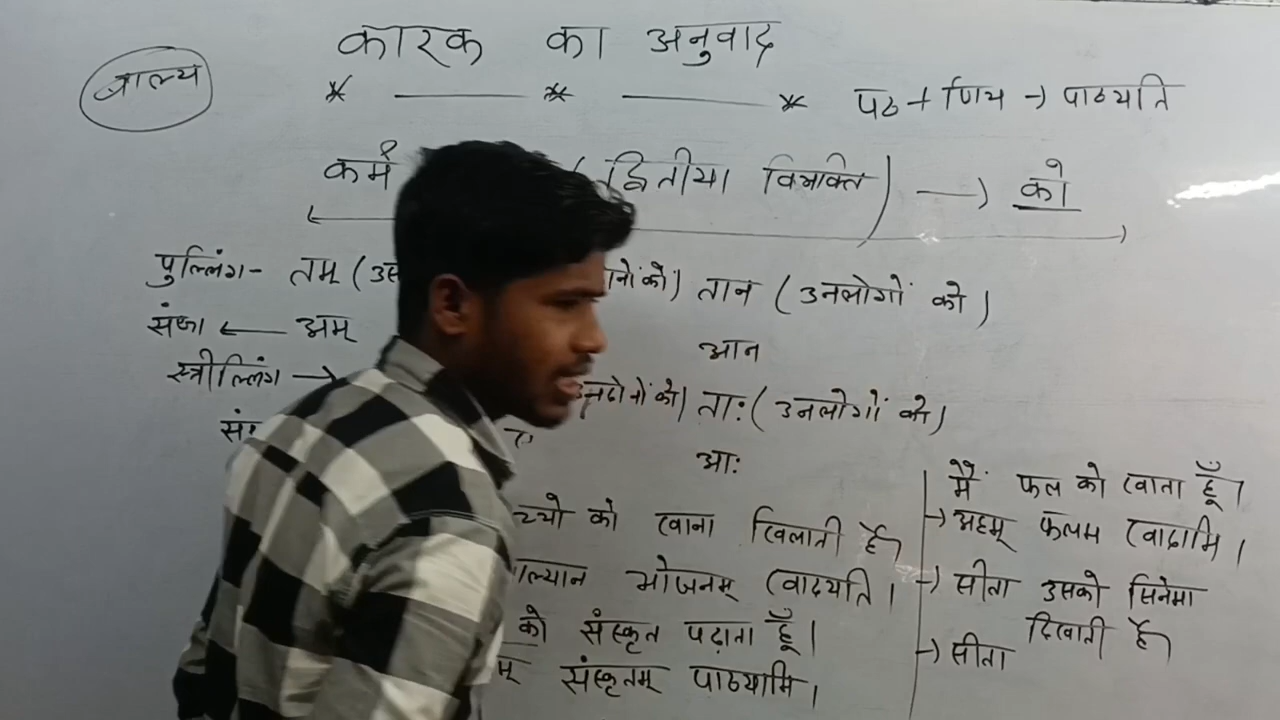 कारक का अनुवाद
बाल्य
पठ + णिच → पाठयति
कर्म ( द्वितीया विभक्ति ) → को
पुल्लिंग - तम् ( तान ( उनलोगों को )
संज्ञा ← अम् आन
स्त्रील्लिंग → ताः ( उनलोगों को )
आः
को खाना खिलाती है।
भोजनम् खादयति।
को संस्कृत पढ़ाता हूँ।
संस्कृतम् पाठयामि।
मैं फल को खाता हूँ।
→ अहम् फलम खादामि।
→ सीता उसको सिनेमा
दिखाती है
→ सीता